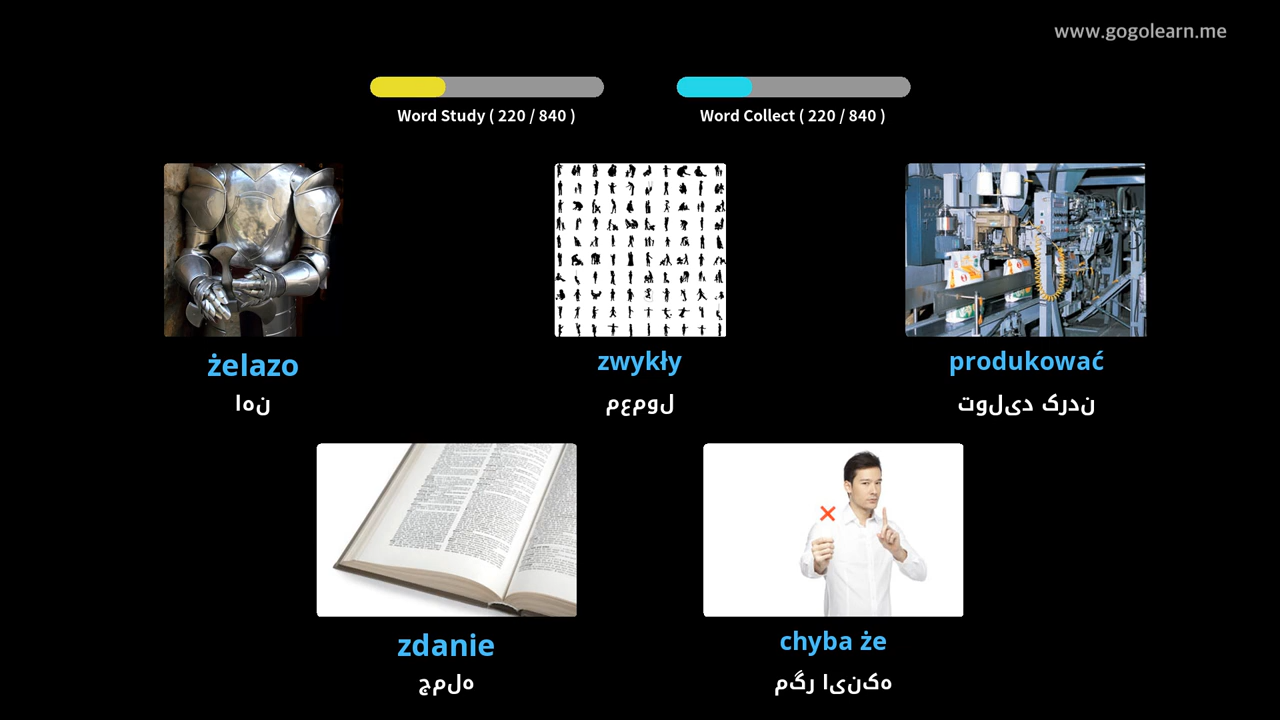 www.gogolearn.me
Word Study ( 220 / 840 )
Word Collect ( 220 / 840 )
żelazo
اهن
zwykły
معمول
produkować
تولید کردن
zdanie
جمله
chyba że
مگر اینکه